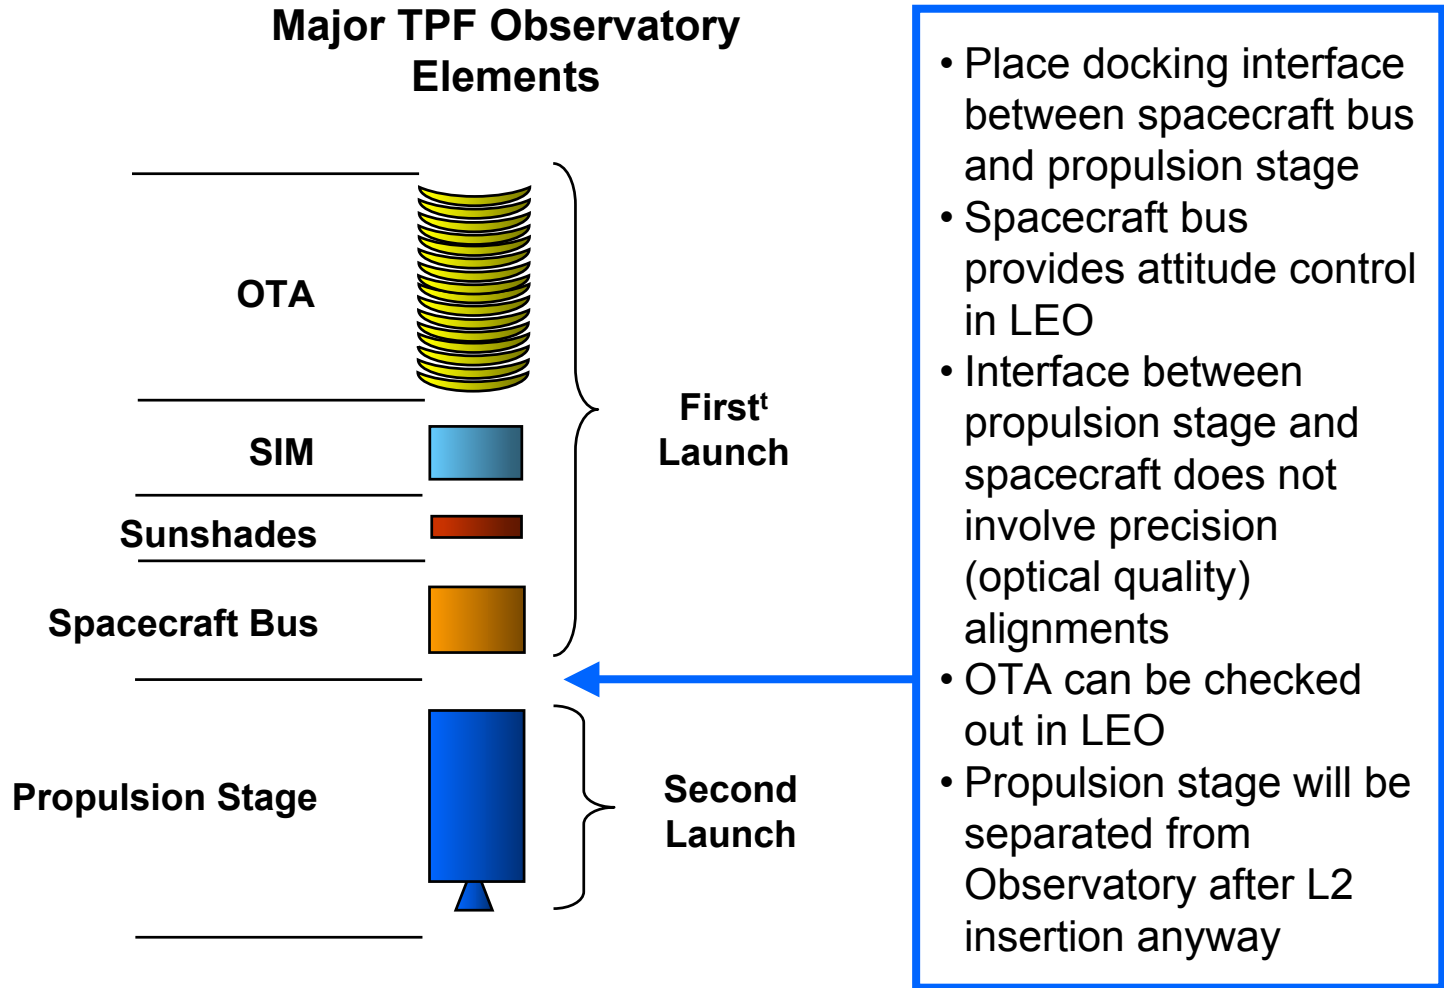 Major TPF Observatory
Elements
OTA
SIM
Sunshades
Spacecraft Bus
Propulsion Stage
Firstᵗ
Launch
Second
Launch
• Place docking interface
between spacecraft bus
and propulsion stage
• Spacecraft bus
provides attitude control
in LEO
• Interface between
propulsion stage and
spacecraft does not
involve precision
(optical quality)
alignments
• OTA can be checked
out in LEO
• Propulsion stage will be
separated from
Observatory after L2
insertion anyway